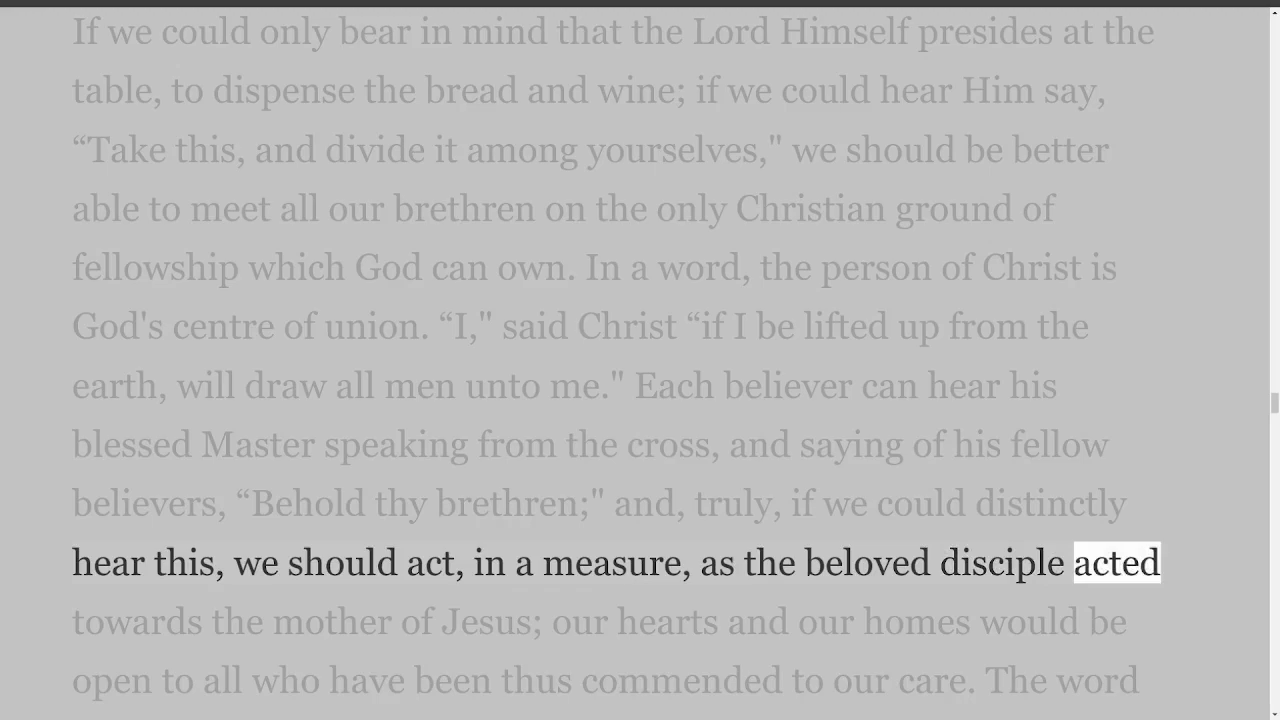 If we could only bear in mind that the Lord Himself presides at the
table, to dispense the bread and wine; if we could hear Him say,
“Take this, and divide it among yourselves," we should be better
able to meet all our brethren on the only Christian ground of
fellowship which God can own. In a word, the person of Christ is
God's centre of union. “I," said Christ “if I be lifted up from the
earth, will draw all men unto me." Each believer can hear his
blessed Master speaking from the cross, and saying of his fellow
believers, “Behold thy brethren;" and, truly, if we could distinctly
hear this, we should act, in a measure, as the beloved disciple acted
towards the mother of Jesus; our hearts and our homes would be
open to all who have been thus commended to our care. The word